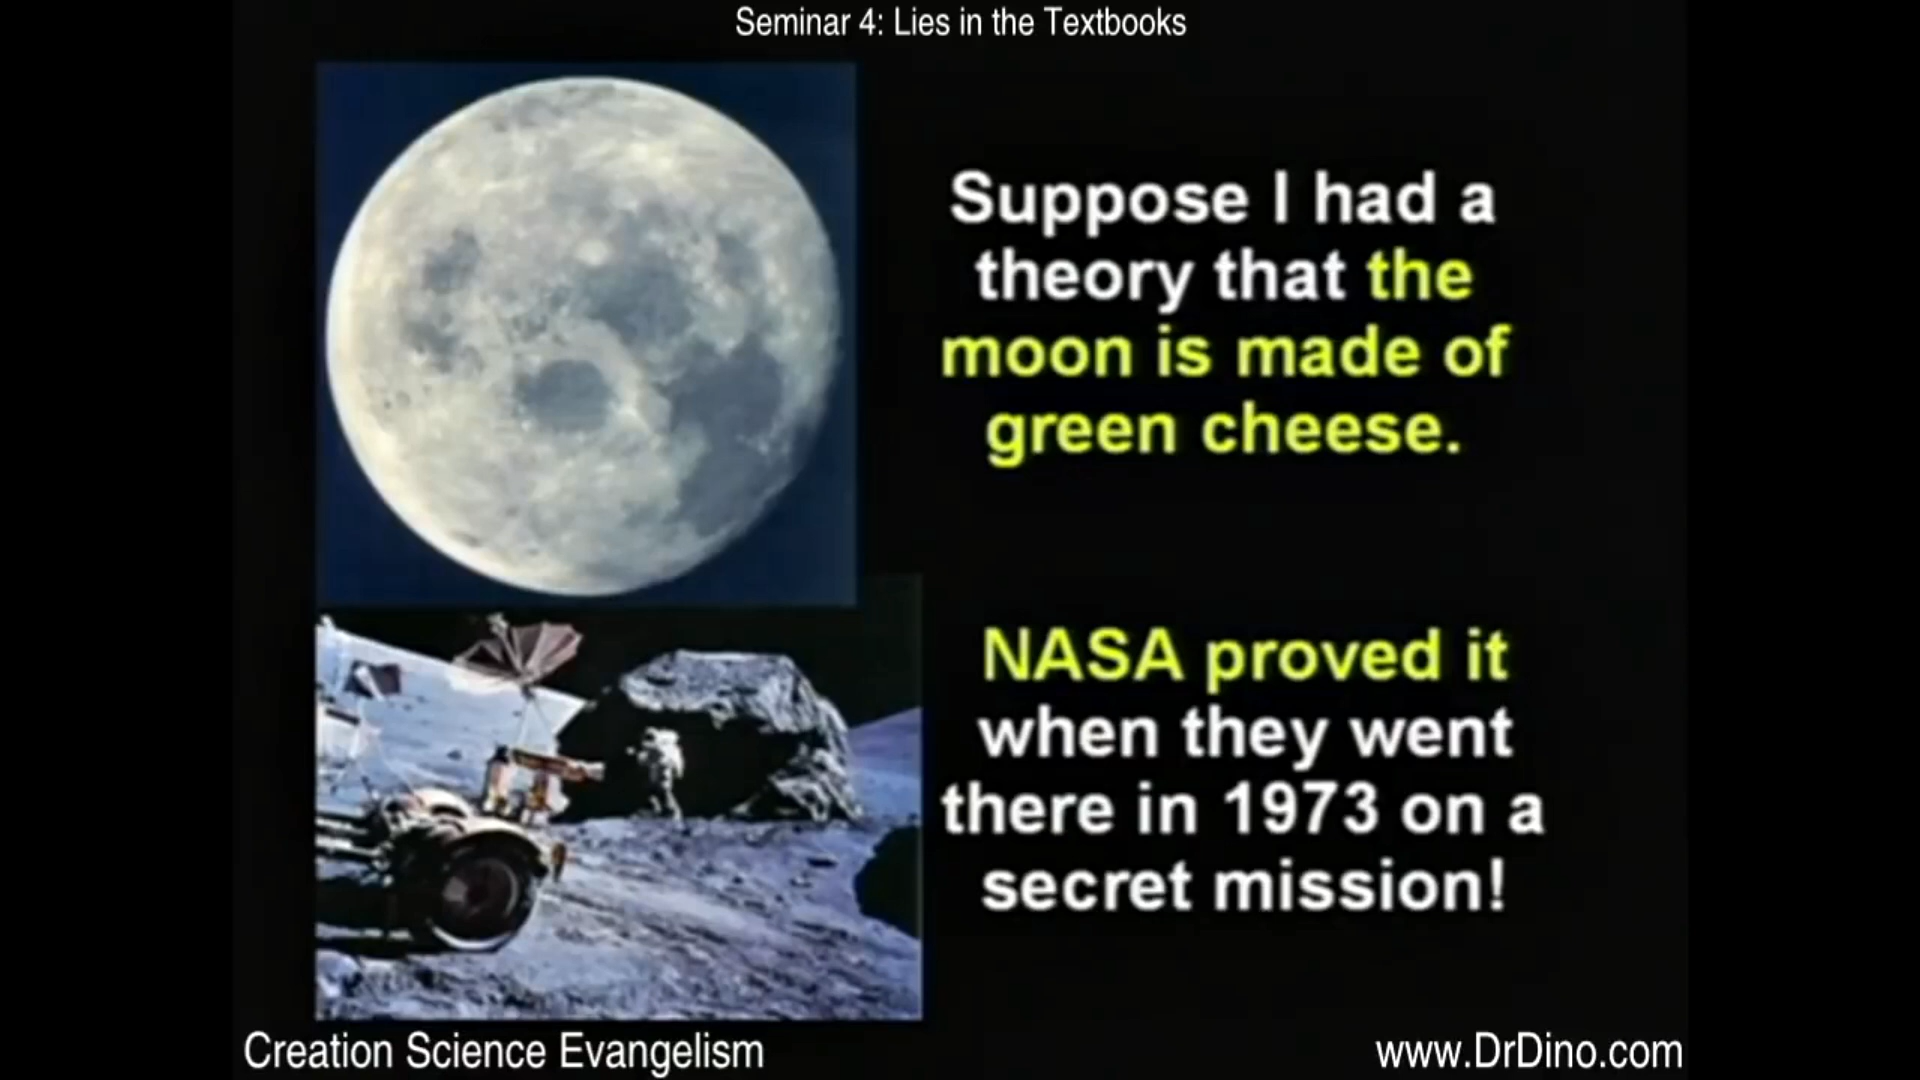 Seminar 4: Lies in the Textbooks
Suppose I had a
theory that the
moon is made of
green cheese.
NASA proved it
when they went
there in 1973 on a
secret mission!
Creation Science Evangelism
www.DrDino.com